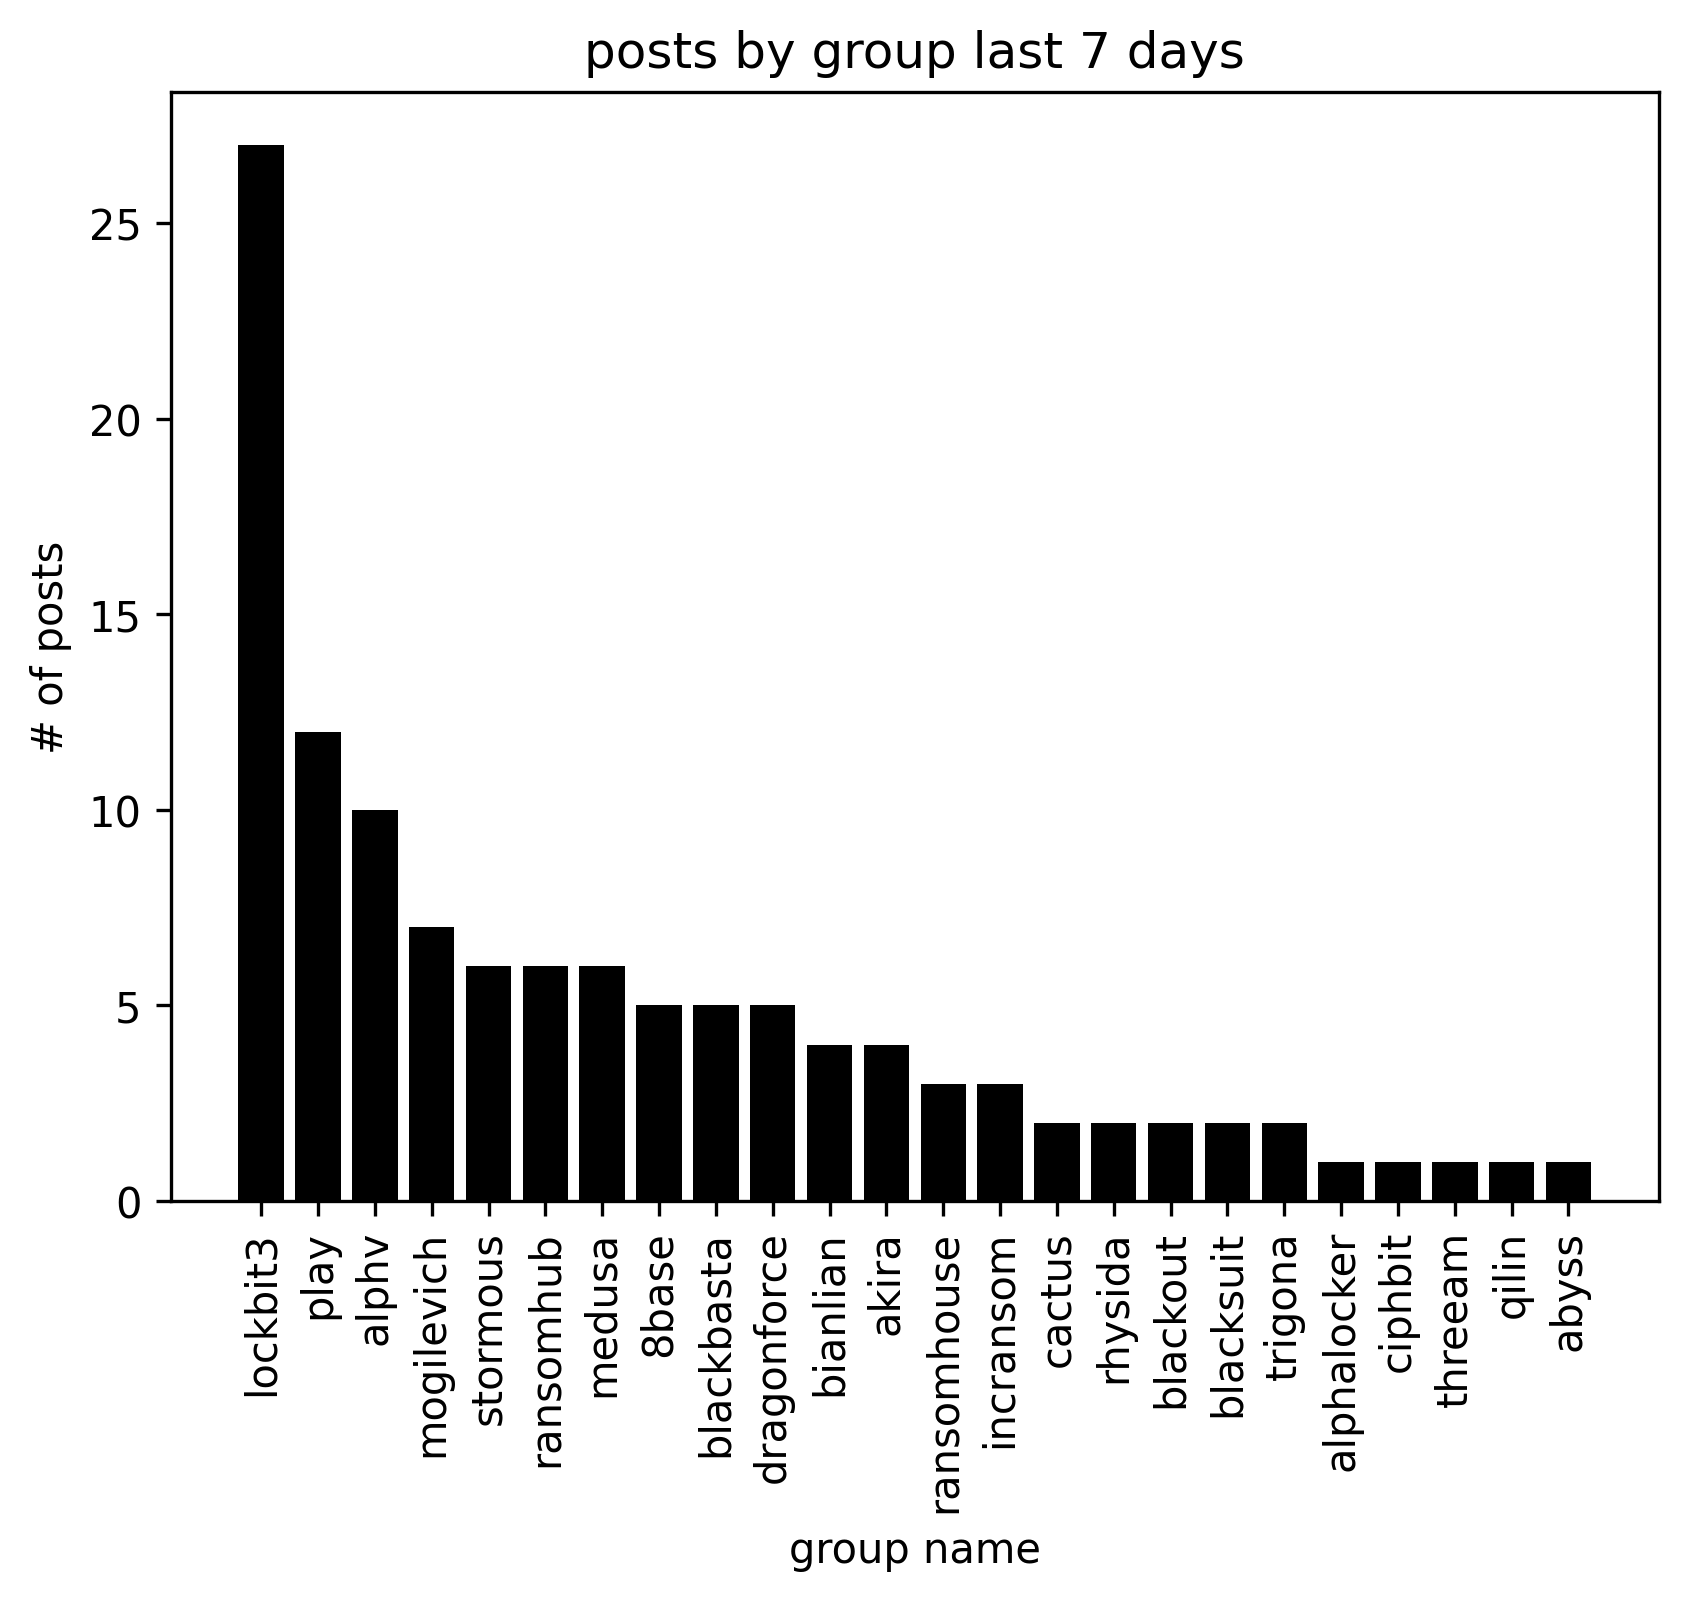 posts by group last 7 days
25
20
15
10
5
0
# of posts
lockbit3
play
alphv
mogilevich
stormous
ransomhub
medusa
8base
blackbasta
dragonforce
bianlian
akira
ransomhouse
incransom
cactus
rhysida
blackout
blacksuit
trigona
alphalocker
ciphbit
threeam
qilin
abyss
group name